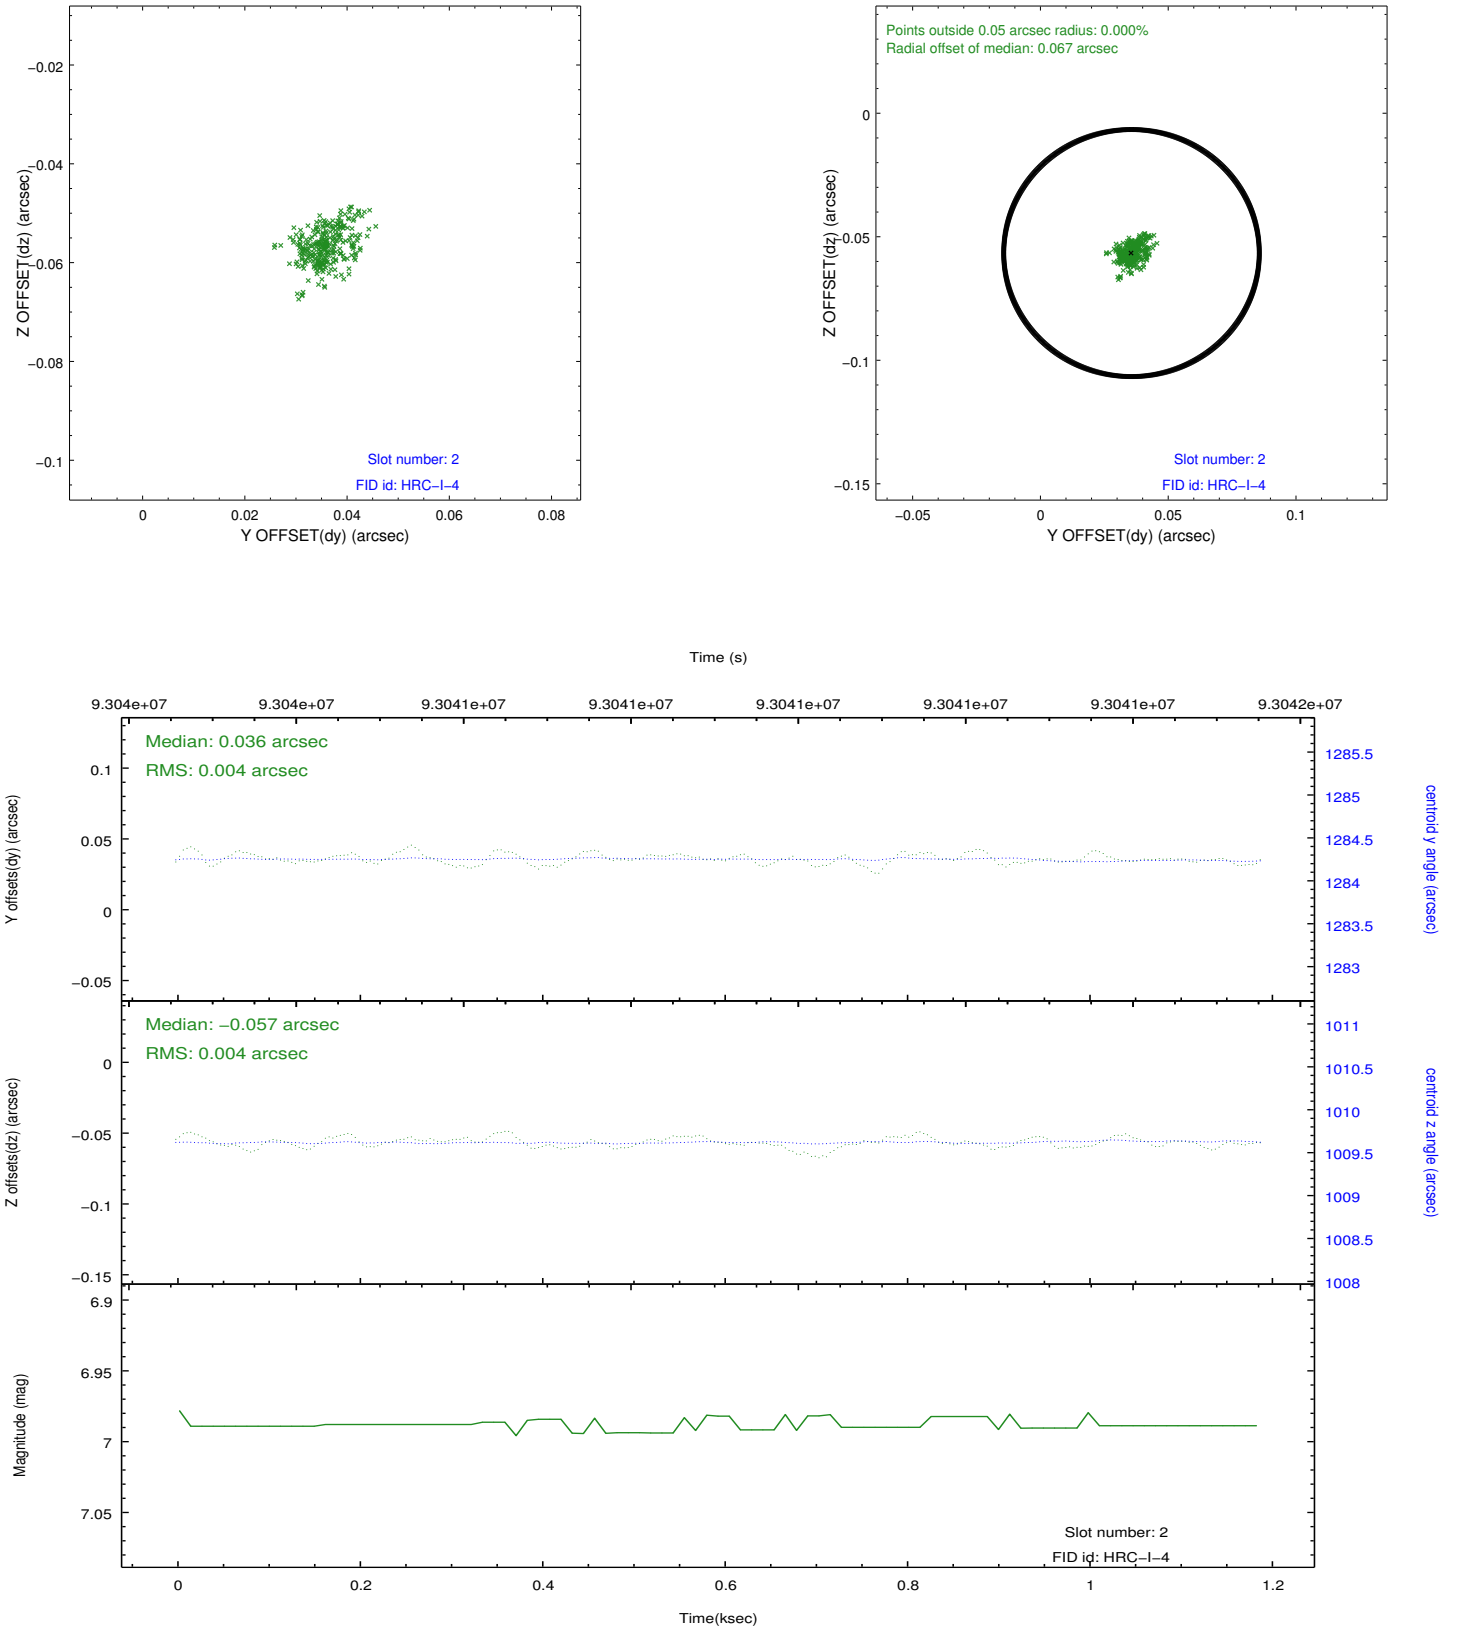 −0.02
−0.04
−0.06
−0.08
−0.1
Z OFFSET(dz) (arcsec)
Slot number: 2
FID id: HRC−I−4
0 0.02 0.04 0.06 0.08
Y OFFSET(dy) (arcsec)
Points outside 0.05 arcsec radius: 0.000%
Radial offset of median: 0.067 arcsec
0
−0.05
−0.1
−0.15
Z OFFSET(dz) (arcsec)
Slot number: 2
FID id: HRC−I−4
−0.05 0 0.05 0.1
Y OFFSET(dy) (arcsec)
Time (s)
9.304e+07 9.304e+07 9.3041e+07 9.3041e+07 9.3041e+07 9.3041e+07 9.3041e+07 9.3042e+07
Median: 0.036 arcsec
RMS: 0.004 arcsec
0.1
0.05
0
−0.05
Y offsets(dy) (arcsec)
1285.5
1285
1284.5
1284
1283.5
1283
centroid y angle (arcsec)
Median: −0.057 arcsec
RMS: 0.004 arcsec
0
−0.05
−0.1
−0.15
Z offsets(dz) (arcsec)
1011
1010.5
1010
1009.5
1009
1008.5
1008
centroid z angle (arcsec)
6.9
6.95
7
7.05
Magnitude (mag)
Slot number: 2
FID id: HRC−I−4
0 0.2 0.4 0.6 0.8 1 1.2
Time(ksec)